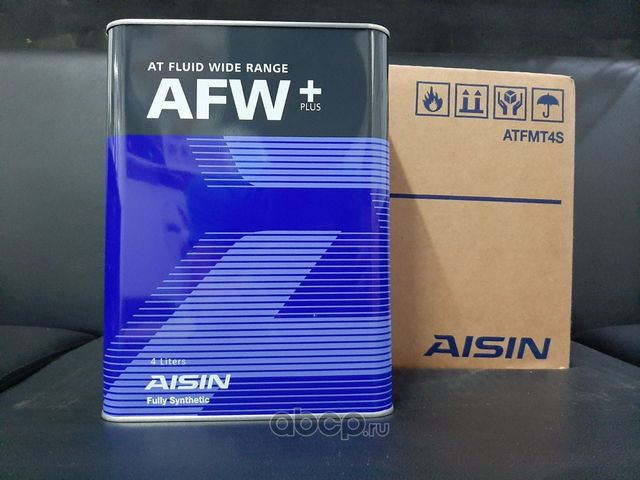 AT FLUID WIDE RANGE
AFW+
PLUS
4 Liters
AISIN
Fully Synthetic
ATFMT4S
AISIN
abcp.ru